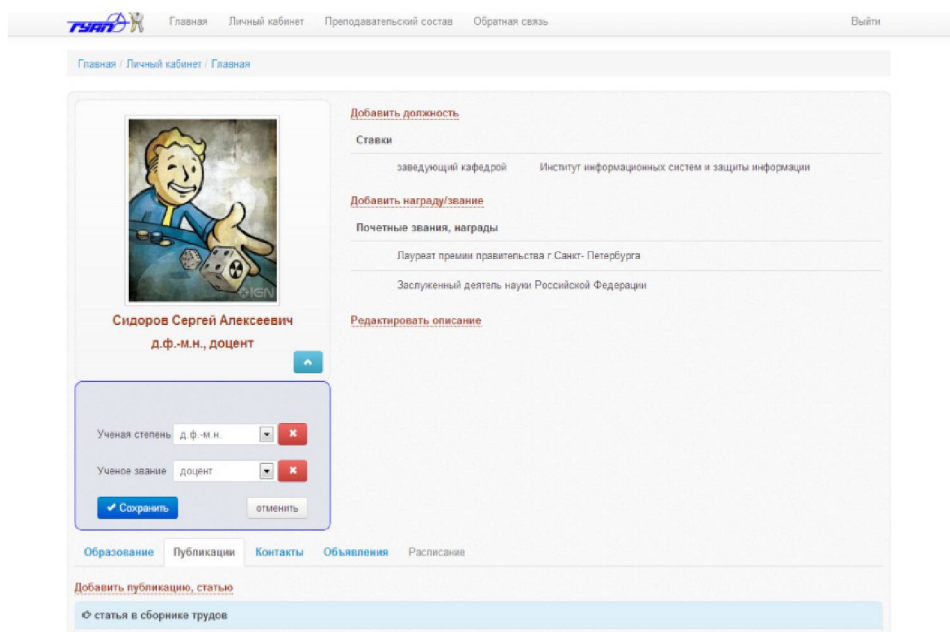 ГУАП
Главная Личный кабинет Преподавательский состав Обратная связь Выйти
Главная / Личный кабинет / Главная
Добавить должность
Ставки
заведующий кафедрой Институт информационных систем и защиты информации
Добавить награду/звание
Почетные звания, награды
Лауреат премии правительства г.Санкт- Петербурга
Заслуженный деятель науки Российской Федерации
IGN
Сидоров Сергей Алексеевич
д.ф.-м.н., доцент
Редактировать описание
Ученая степень д.ф.-м.н.
Ученое звание доцент
Сохранить отменить
Образование Публикации Контакты Объявления Расписание
Добавить публикацию, статью
статья в сборнике трудов